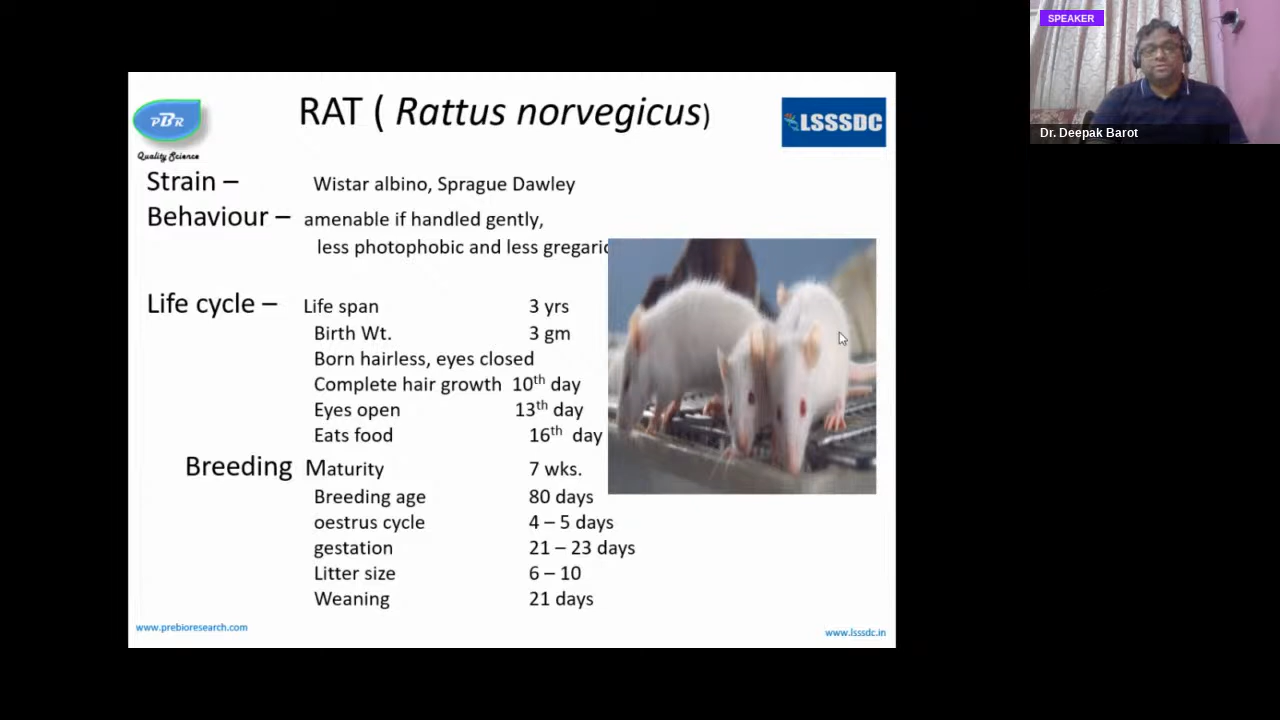 SPEAKER
Dr. Deepak Barot
PBR
Quality Science
RAT ( Rattus norvegicus)
LSSSDC
Strain – Wistar albino, Sprague Dawley
Behaviour – amenable if handled gently,
less photophobic and less
Life cycle – Life span 3 yrs
Birth Wt. 3 gm
Born hairless, eyes closed
Complete hair growth 10th day
Eyes open 13th day
Eats food 16th day
Breeding Maturity 7 wks.
Breeding age 80 days
oestrus cycle 4 – 5 days
gestation 21 – 23 days
Litter size 6 – 10
Weaning 21 days
www.prebioresearch.com
www.lsssdc.in